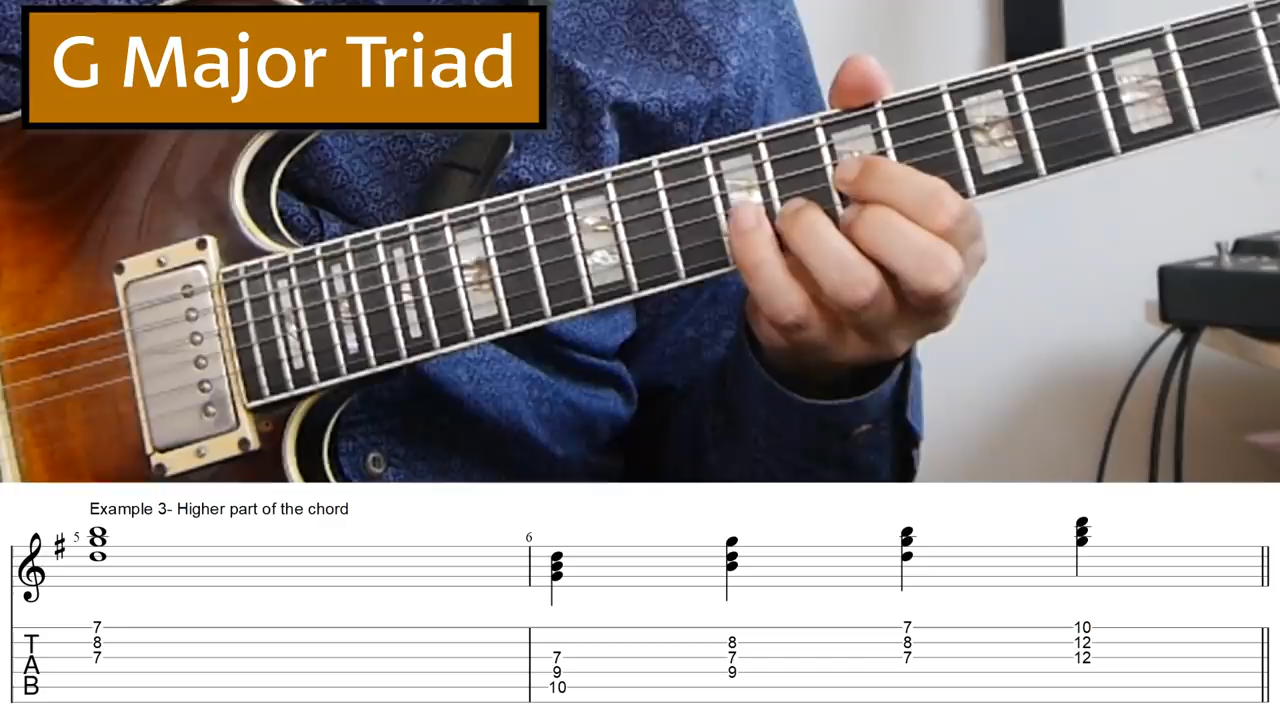 G Major Triad
Example 3- Higher part of the chord
5 6
7 7 10
T 8 8 8 12
A 7 7 7 7 12
9 9
B 10